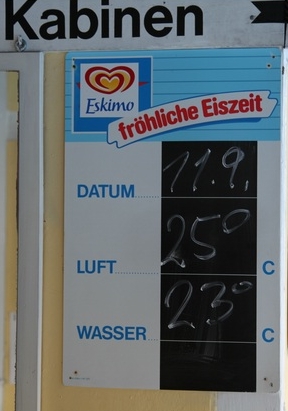 Kabinen
Eskimo
fröhliche Eiszeit
DATUM 11.9.
LUFT 25° C
WASSER 23° C